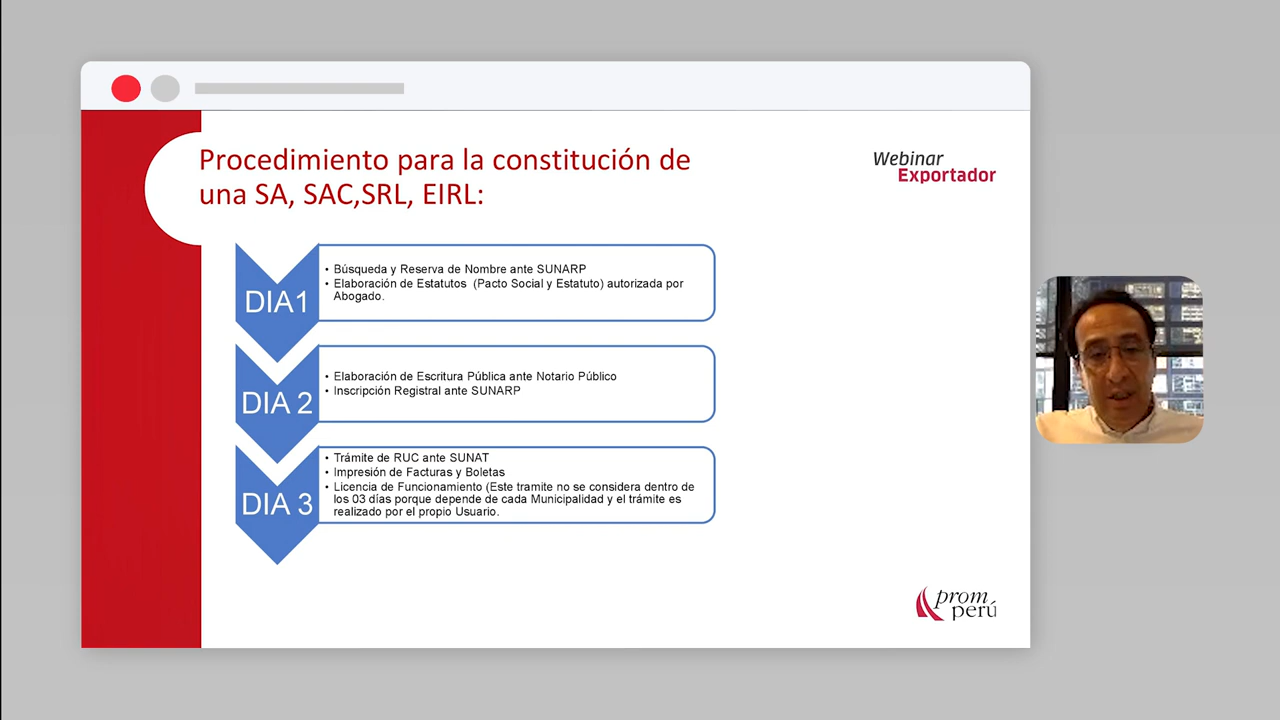 Procedimiento para la constitución de
una SA, SAC,SRL, EIRL:
Webinar
Exportador
DIA1
• Búsqueda y Reserva de Nombre ante SUNARP
• Elaboración de Estatutos (Pacto Social y Estatuto) autorizada por
Abogado.
DIA 2
• Elaboración de Escritura Pública ante Notario Público
• Inscripción Registral ante SUNARP
DIA 3
• Trámite de RUC ante SUNAT
• Impresión de Facturas y Boletas
• Licencia de Funcionamiento (Este tramite no se considera dentro de
los 03 días porque depende de cada Municipalidad y el trámite es
realizado por el propio Usuario.
prom
perú